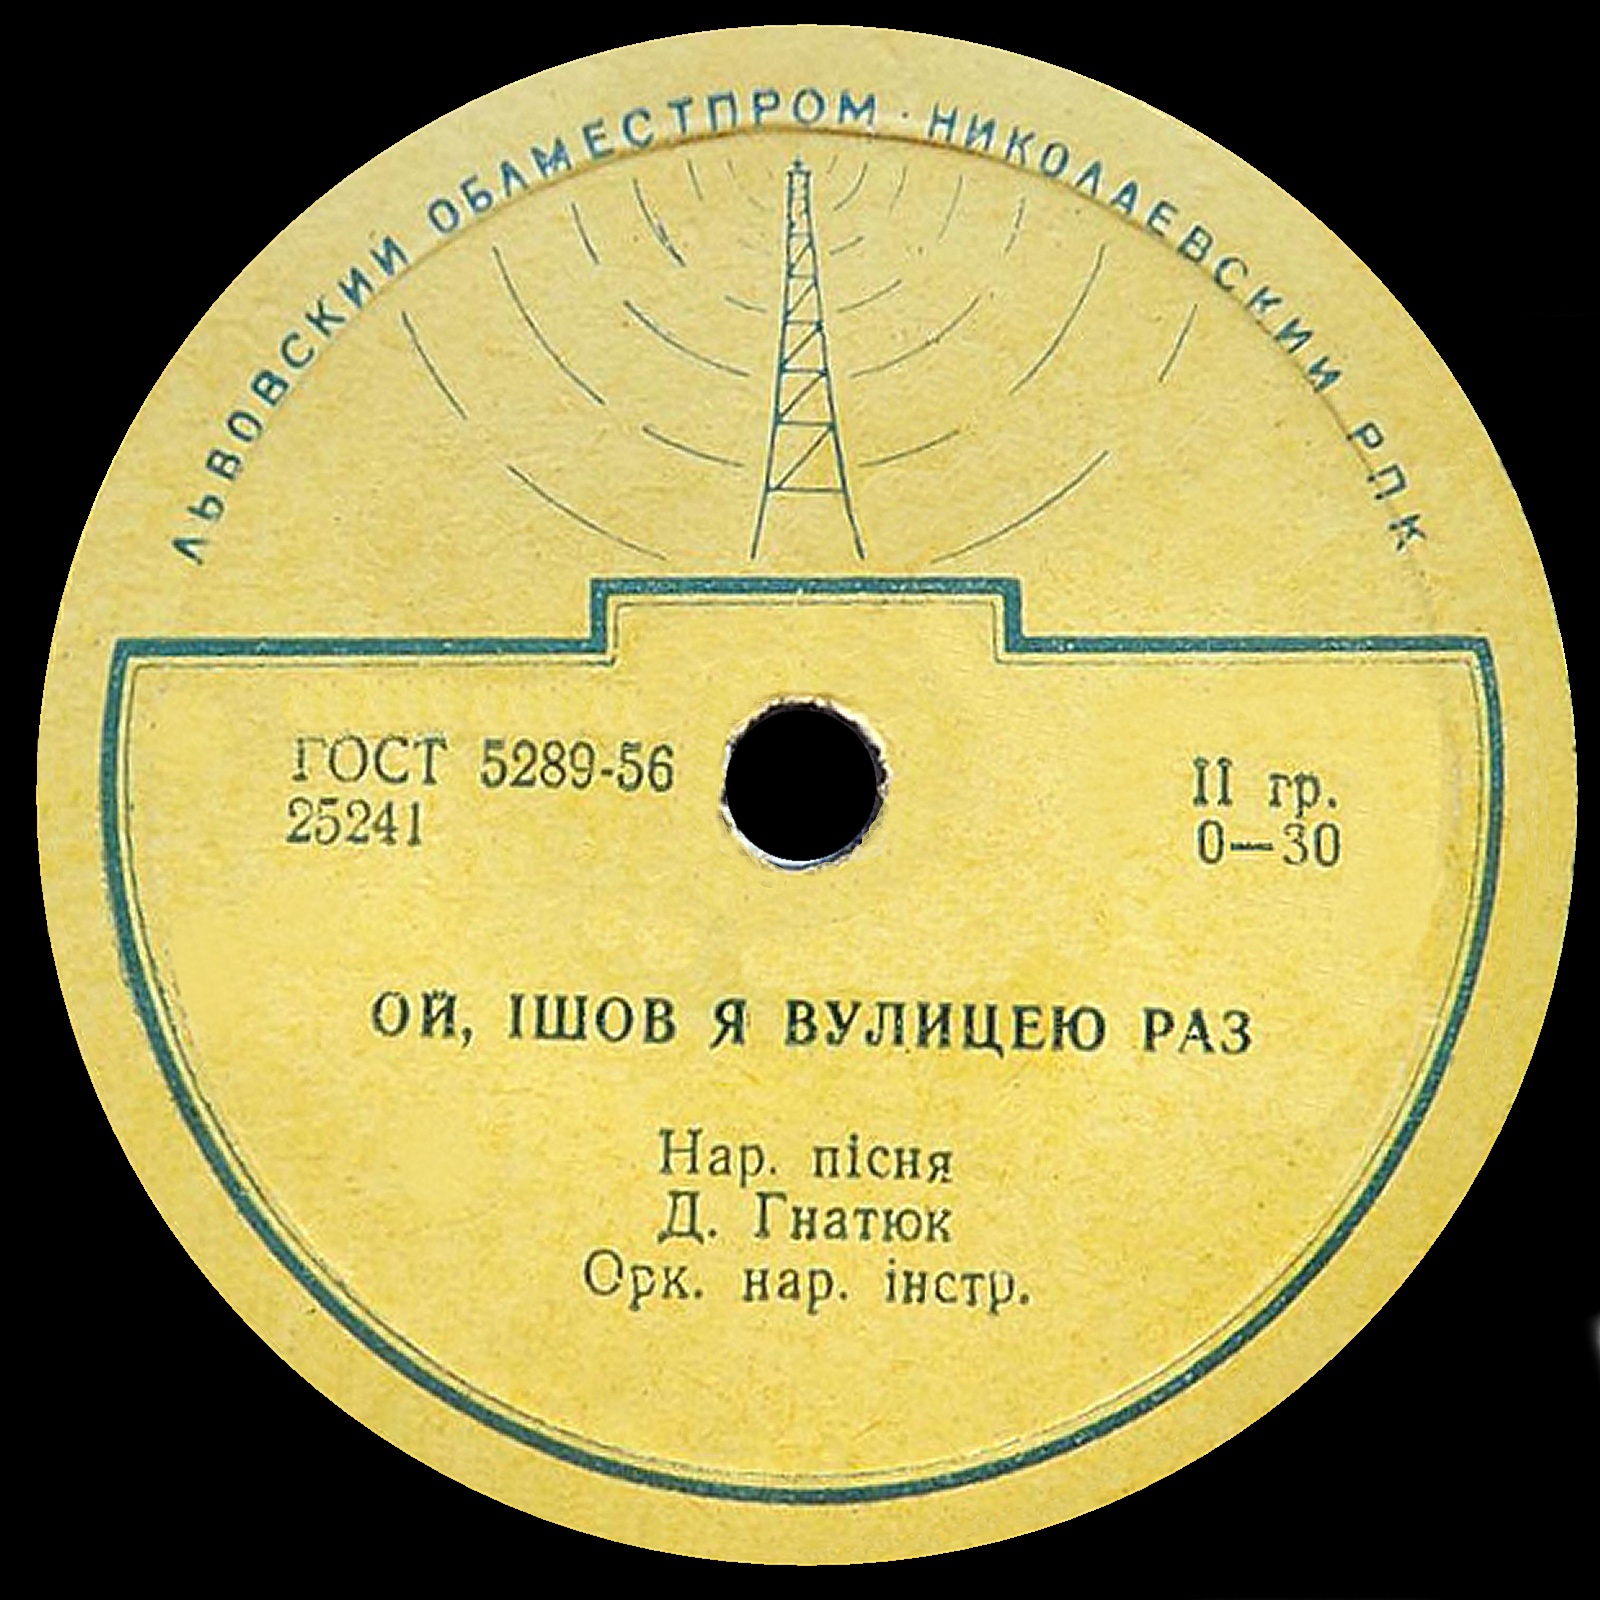 ЛЬВОВСКИЙ ОБЛМЕСТПРОМ · НИКОЛАЕВСКИЙ РПК
ГОСТ 5289-56
25241
II гр.
0—30
ОЙ, ІШОВ Я ВУЛИЦЕЮ РАЗ
Нар. пісня
Д. Гнатюк
Орк. нар. інстр.